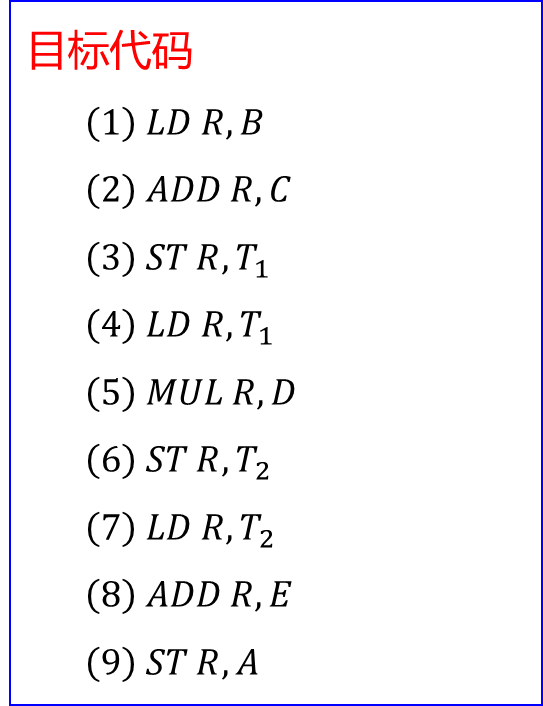 目标代码
(1) LD R, B
(2) ADD R, C
(3) ST R, T₁
(4) LD R, T₁
(5) MUL R, D
(6) ST R, T₂
(7) LD R, T₂
(8) ADD R, E
(9) ST R, A